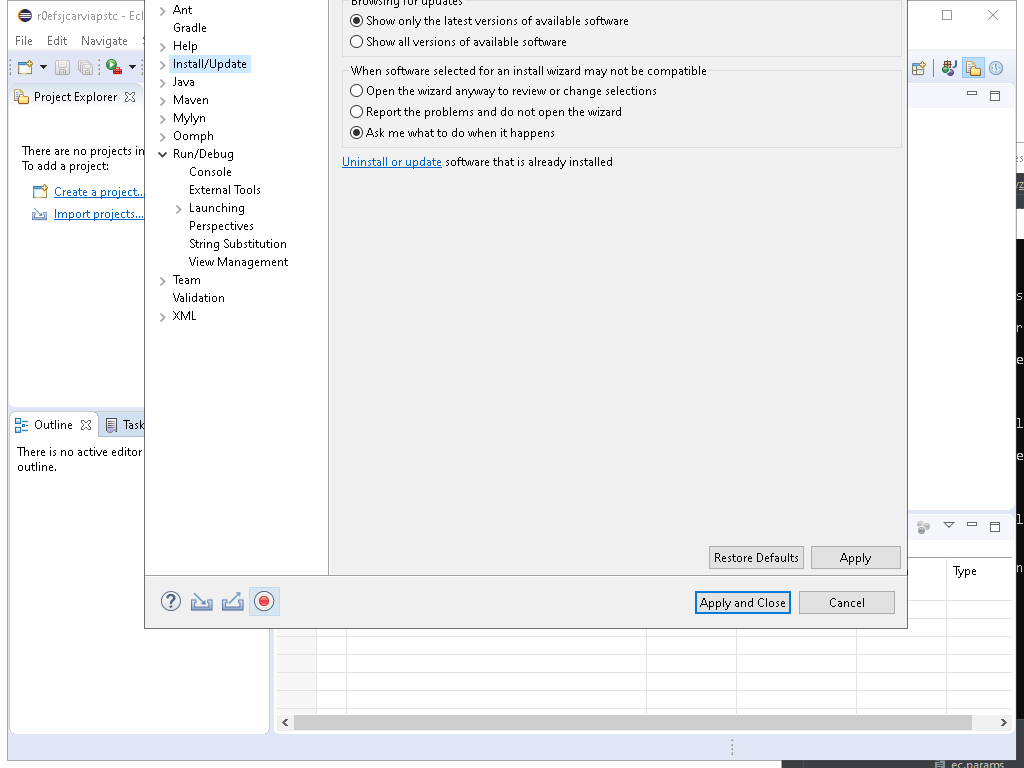 r0efsjcarviapstc - Ecl
File Edit Navigate
Project Explorer
There are no projects in
To add a project:
Create a project...
Import projects...
Outline
Task
There is no active editor
outline.
Ant
Gradle
Help
Install/Update
Java
Maven
Mylyn
Oomph
Run/Debug
Console
External Tools
Launching
Perspectives
String Substitution
View Management
Team
Validation
XML
Browsing for updates
Show only the latest versions of available software
Show all versions of available software
When software selected for an install wizard may not be compatible
Open the wizard anyway to review or change selections
Report the problems and do not open the wizard
Ask me what to do when it happens
Uninstall or update software that is already installed
Restore Defaults
Apply
Apply and Close
Cancel
Type
ec.params